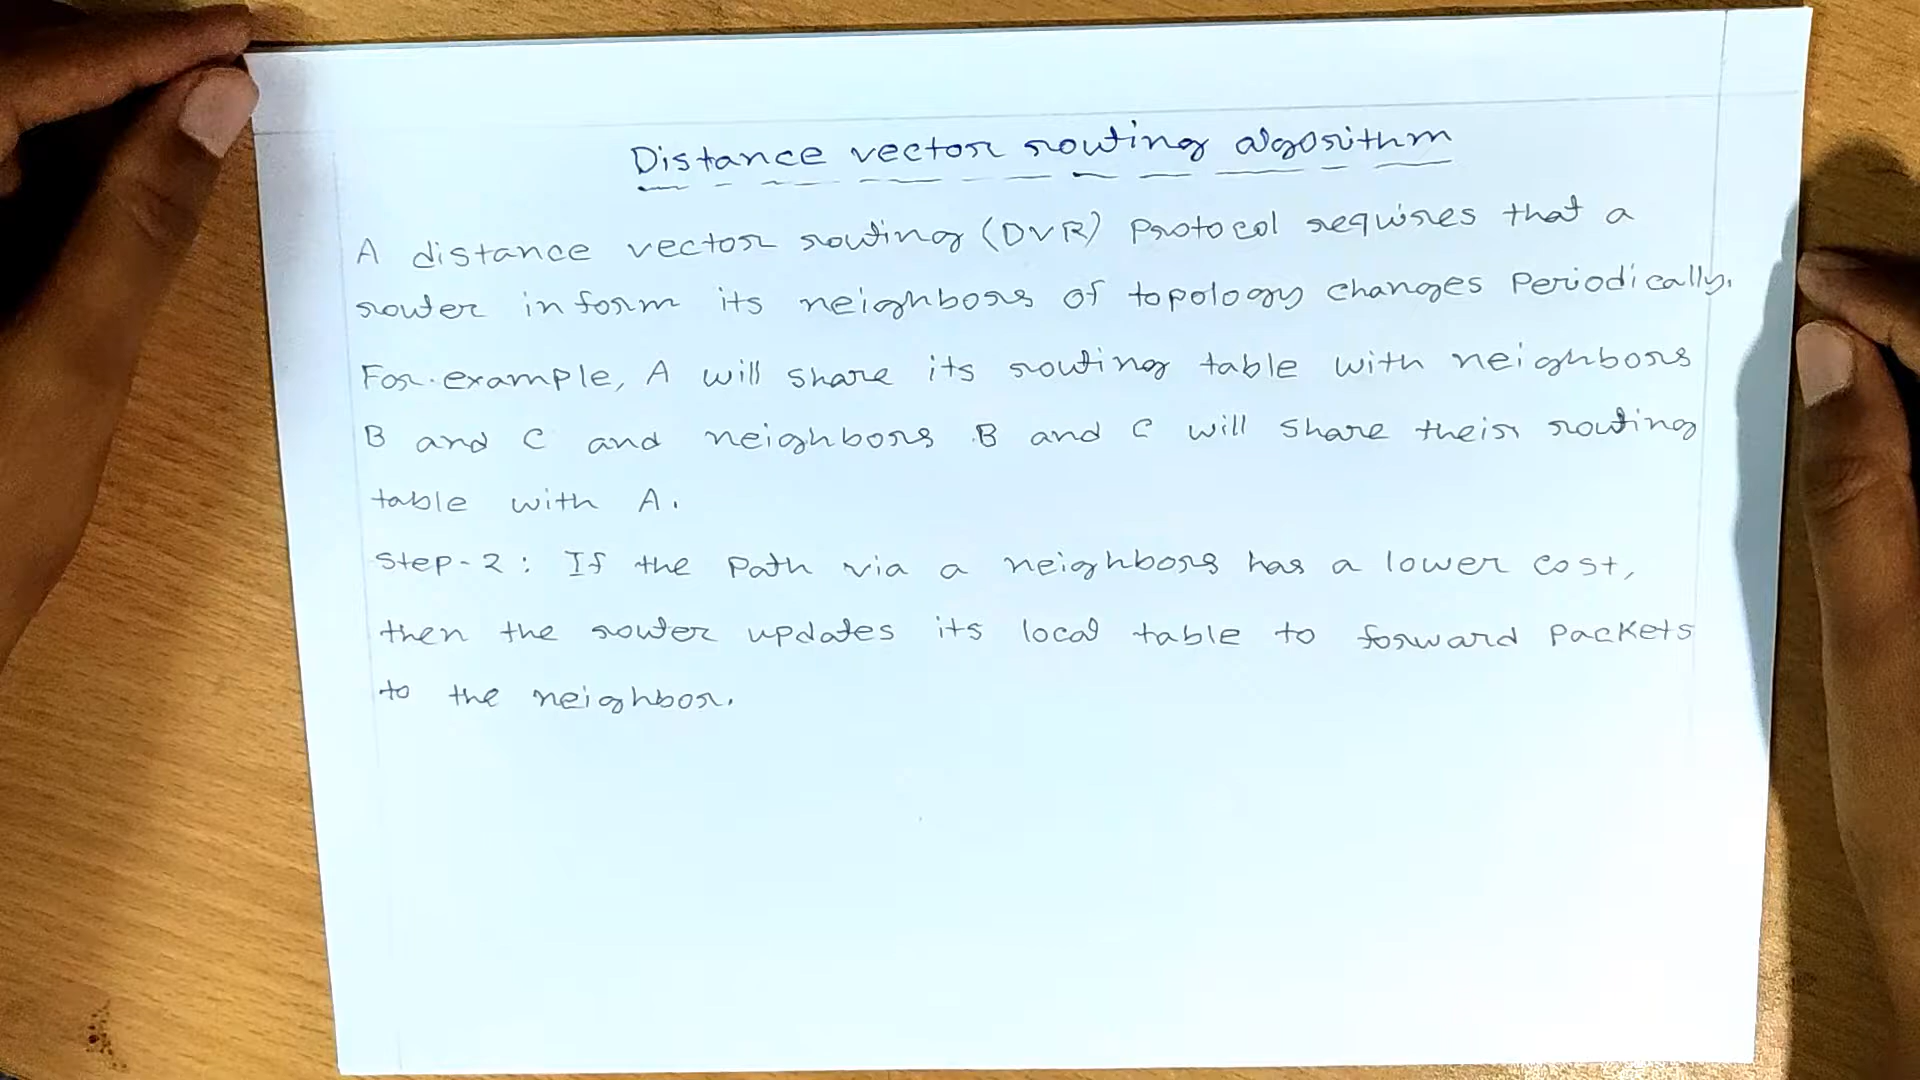 Distance vector routing algorithm
A distance vector routing (DVR) Protocol requires that a
router inform its neighbors of topology changes Periodically.
For example, A will share its routing table with neighbors
B and C and neighbors B and C will share their routing
table with A.
Step-2: If the Path via a neighbors has a lower cost,
then the router updates its local table to forward Packets
to the neighbor.